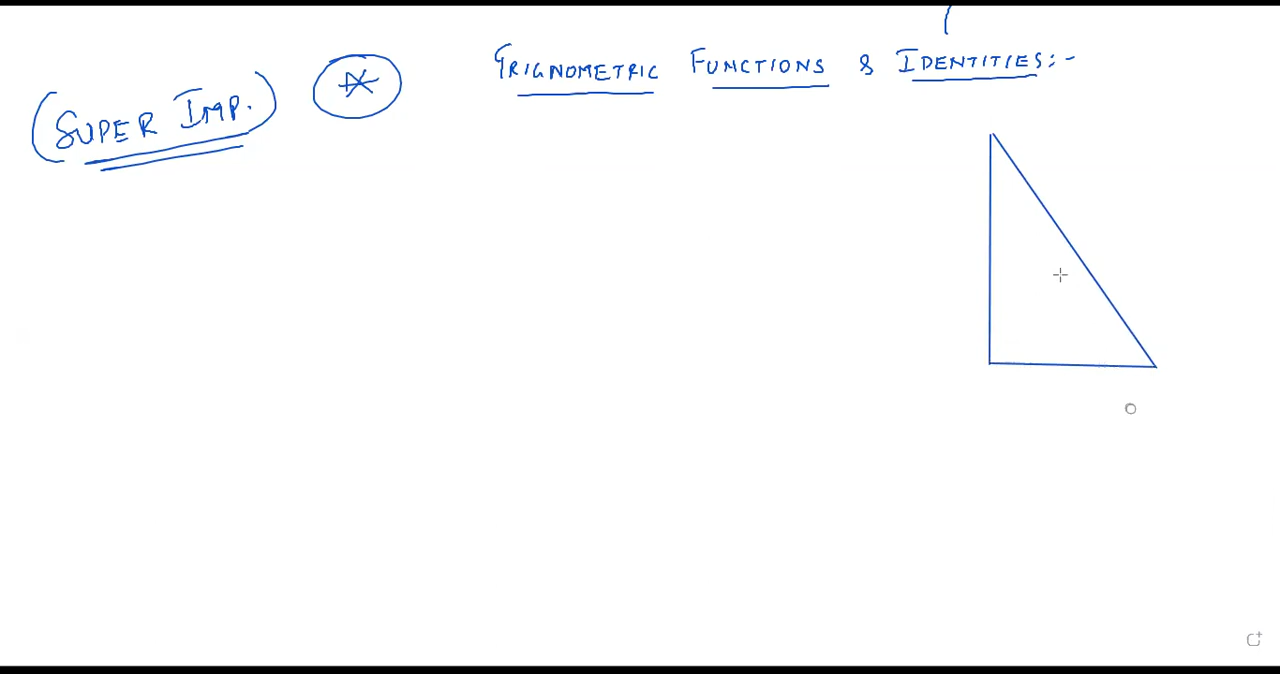 TRIGNOMETRIC FUNCTIONS & IDENTITIES:-
(SUPER IMP.)